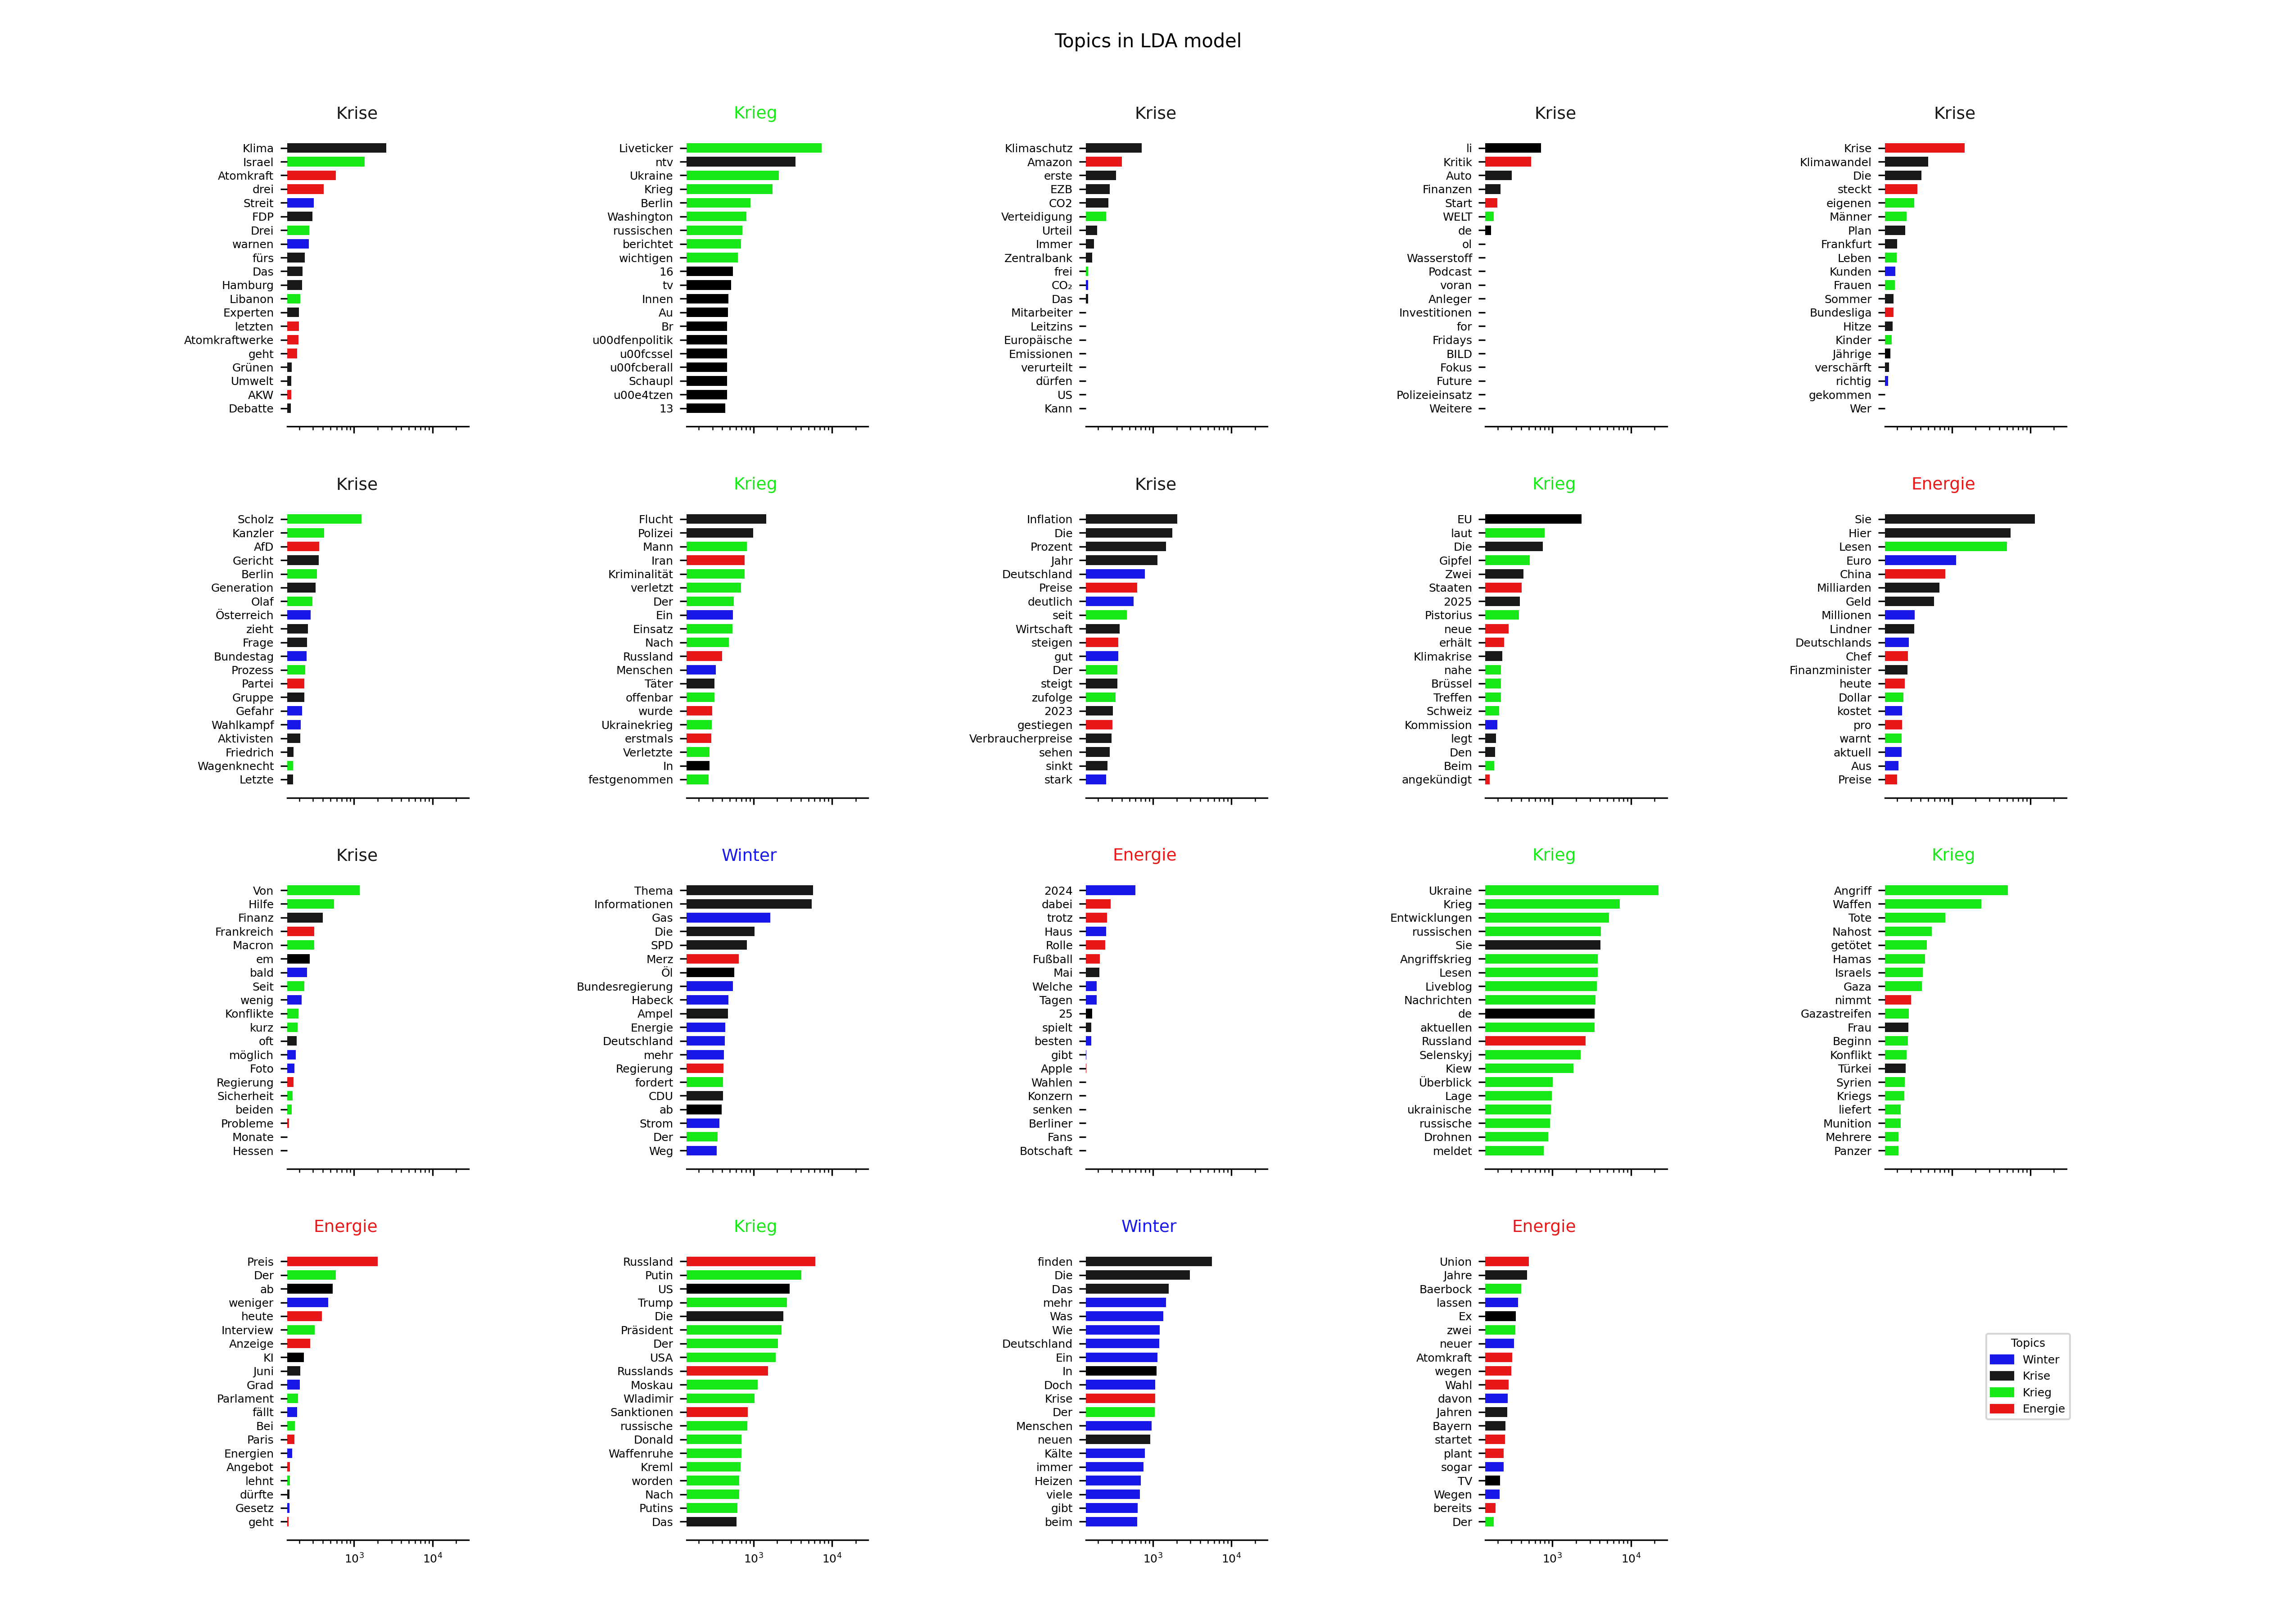 Topics in LDA model
Krise
Klima
Israel
Atomkraft
drei
Streit
FDP
Drei
warnen
fürs
Das
Hamburg
Libanon
Experten
letzten
Atomkraftwerke
geht
Grünen
Umwelt
AKW
Debatte
Krieg
Liveticker
ntv
Ukraine
Krieg
Berlin
Washington
russischen
berichtet
wichtigen
16
tv
Innen
Au
Br
u00dfenpolitik
u00fcssel
u00fcberall
Schaupl
u00e4tzen
13
Krise
Klimaschutz
Amazon
erste
EZB
CO2
Verteidigung
Urteil
Immer
Zentralbank
frei
CO₂
Das
Mitarbeiter
Leitzins
Europäische
Emissionen
verurteilt
dürfen
US
Kann
Krise
li
Kritik
Auto
Finanzen
Start
WELT
de
ol
Wasserstoff
Podcast
voran
Anleger
Investitionen
for
Fridays
BILD
Fokus
Future
Polizeieinsatz
Weitere
Krise
Krise
Klimawandel
Die
steckt
eigenen
Männer
Plan
Frankfurt
Leben
Kunden
Frauen
Sommer
Bundesliga
Hitze
Kinder
Jährige
verschärft
richtig
gekommen
Wer
Krise
Scholz
Kanzler
AfD
Gericht
Berlin
Generation
Olaf
Österreich
zieht
Frage
Bundestag
Prozess
Partei
Gruppe
Gefahr
Wahlkampf
Aktivisten
Friedrich
Wagenknecht
Letzte
Krieg
Flucht
Polizei
Mann
Iran
Kriminalität
verletzt
Der
Ein
Einsatz
Nach
Russland
Menschen
Täter
offenbar
wurde
Ukrainekrieg
erstmals
Verletzte
In
festgenommen
Krise
Inflation
Die
Prozent
Jahr
Deutschland
Preise
deutlich
seit
Wirtschaft
steigen
gut
Der
steigt
zufolge
2023
gestiegen
Verbraucherpreise
sehen
sinkt
stark
Krieg
EU
laut
Die
Gipfel
Zwei
Staaten
2025
Pistorius
neue
erhält
Klimakrise
nahe
Brüssel
Treffen
Schweiz
Kommission
legt
Den
Beim
angekündigt
Energie
Sie
Hier
Lesen
Euro
China
Milliarden
Geld
Millionen
Lindner
Deutschlands
Chef
Finanzminister
heute
Dollar
kostet
pro
warnt
aktuell
Aus
Preise
Krise
Von
Hilfe
Finanz
Frankreich
Macron
em
bald
Seit
wenig
Konflikte
kurz
oft
möglich
Foto
Regierung
Sicherheit
beiden
Probleme
Monate
Hessen
Winter
Thema
Informationen
Gas
Die
SPD
Merz
Öl
Bundesregierung
Habeck
Ampel
Energie
Deutschland
mehr
Regierung
fordert
CDU
ab
Strom
Der
Weg
Energie
2024
dabei
trotz
Haus
Rolle
Fußball
Mai
Welche
Tagen
25
spielt
besten
gibt
Apple
Wahlen
Konzern
senken
Berliner
Fans
Botschaft
Krieg
Ukraine
Krieg
Entwicklungen
russischen
Sie
Angriffskrieg
Lesen
Liveblog
Nachrichten
de
aktuellen
Russland
Selenskyj
Kiew
Überblick
Lage
ukrainische
russische
Drohnen
meldet
Krieg
Angriff
Waffen
Tote
Nahost
getötet
Hamas
Israels
Gaza
nimmt
Gazastreifen
Frau
Beginn
Konflikt
Türkei
Syrien
Kriegs
liefert
Munition
Mehrere
Panzer
Energie
Preis
Der
ab
weniger
heute
Interview
Anzeige
KI
Juni
Grad
Parlament
fällt
Bei
Paris
Energien
Angebot
lehnt
dürfte
Gesetz
geht
10³ 10⁴
Krieg
Russland
Putin
US
Trump
Die
Präsident
Der
USA
Russlands
Moskau
Wladimir
Sanktionen
russische
Donald
Waffenruhe
Kreml
worden
Nach
Putins
Das
10³ 10⁴
Winter
finden
Die
Das
mehr
Was
Wie
Deutschland
Ein
In
Doch
Krise
Der
Menschen
neuen
Kälte
immer
Heizen
viele
gibt
beim
10³ 10⁴
Energie
Union
Jahre
Baerbock
lassen
Ex
zwei
neuer
Atomkraft
wegen
Wahl
davon
Jahren
Bayern
startet
plant
sogar
TV
Wegen
bereits
Der
10³ 10⁴
Topics
Winter
Krise
Krieg
Energie